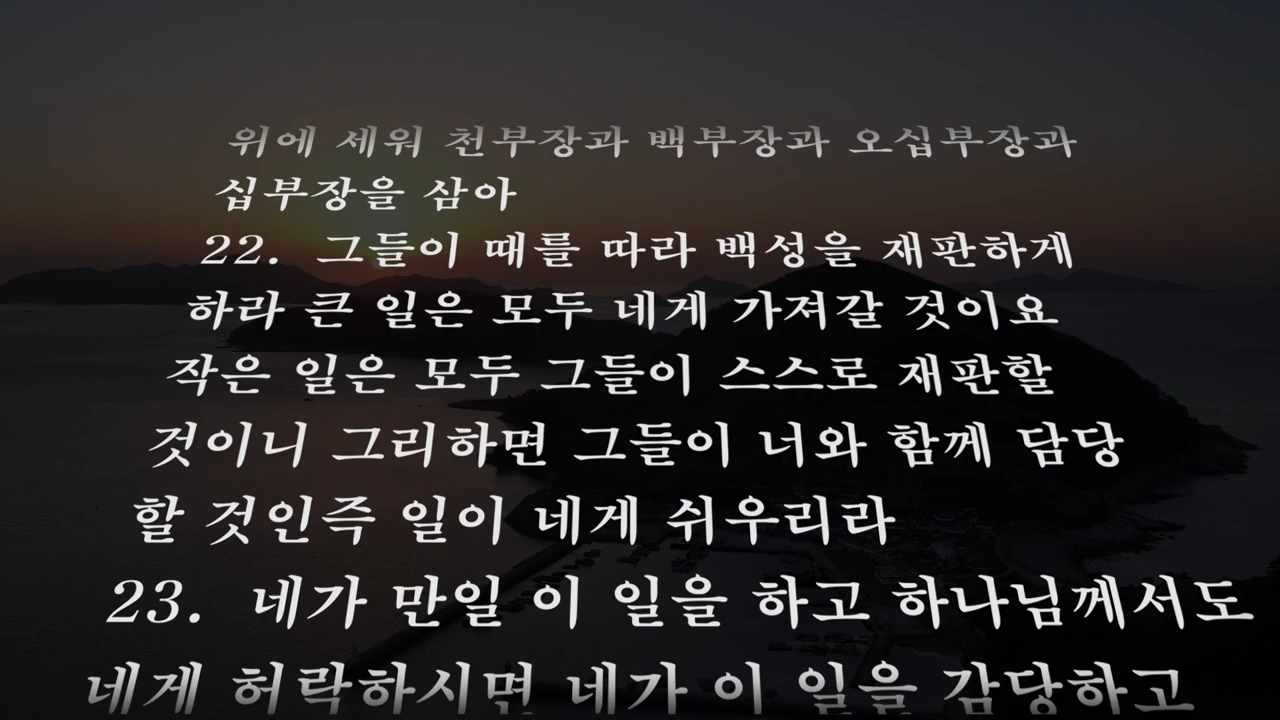 위에 세워 천부장과 백부장과 오십부장과
십부장을 삼아
22. 그들이 때를 따라 백성을 재판하게
하라 큰 일은 모두 네게 가져갈 것이요
작은 일은 모두 그들이 스스로 재판할
것이니 그리하면 그들이 너와 함께 담당
할 것인즉 일이 네게 쉬우리라
23. 네가 만일 이 일을 하고 하나님께서도
네게 허락하시면 네가 이 일을 감당하고